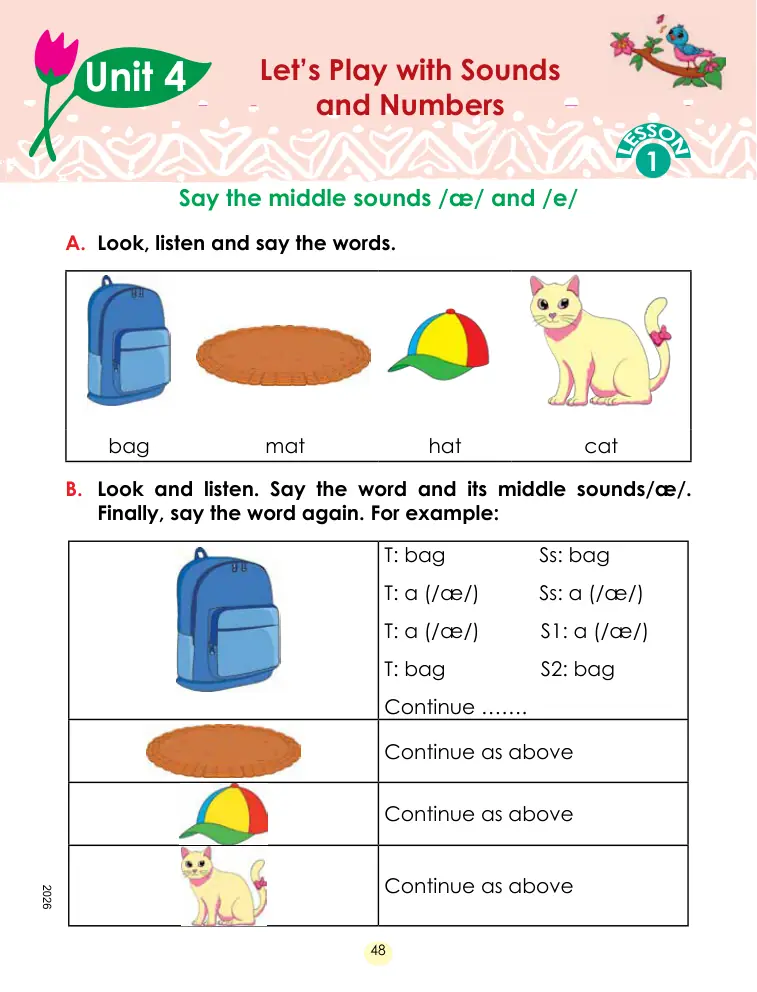 Unit 4
Let's Play with Sounds
and Numbers
LESSON
1
Say the middle sounds /æ/ and /e/
A. Look, listen and say the words.
bag mat hat cat
B. Look and listen. Say the word and its middle sounds/æ/.
Finally, say the word again. For example:
T: bag Ss: bag
T: a (/æ/) Ss: a (/æ/)
T: a (/æ/) S1: a (/æ/)
T: bag S2: bag
Continue .......
Continue as above
Continue as above
Continue as above
2026
48